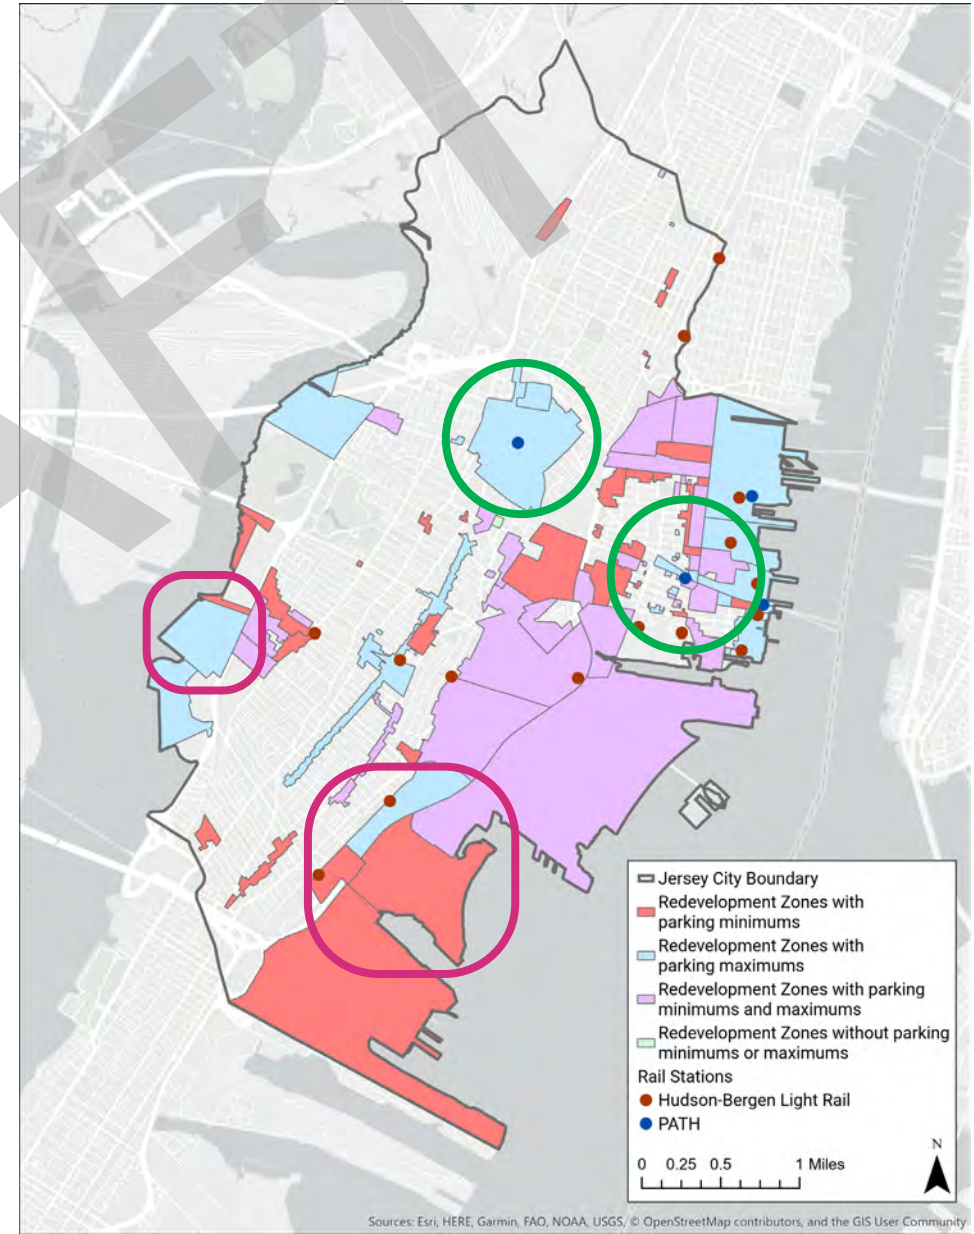 Jersey City Boundary
Redevelopment Zones with
parking minimums
Redevelopment Zones with
parking maximums
Redevelopment Zones with parking
minimums and maximums
Redevelopment Zones without parking
minimums or maximums
Rail Stations
Hudson-Bergen Light Rail
PATH
N
0 0.25 0.5 1 Miles
Sources: Esri, HERE, Garmin, FAO, NOAA, USGS, © OpenStreetMap contributors, and the GIS User Community